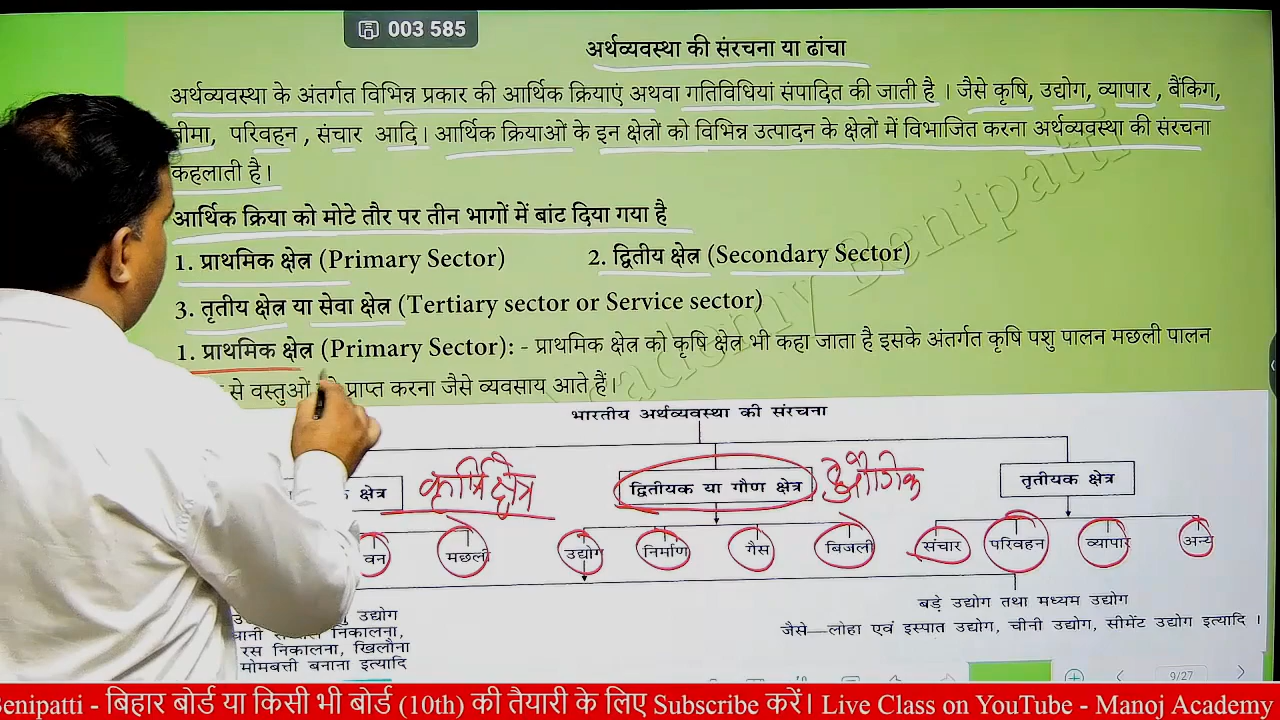 003 585
अर्थव्यवस्था की संरचना या ढांचा
अर्थव्यवस्था के अंतर्गत विभिन्न प्रकार की आर्थिक क्रियाएं अथवा गतिविधियां संपादित की जाती है । जैसे कृषि, उद्योग, व्यापार , बैंकिग,
बीमा, परिवहन , संचार आदि। आर्थिक क्रियाओं के इन क्षेत्रों को विभिन्न उत्पादन के क्षेत्रों में विभाजित करना अर्थव्यवस्था की संरचना
कहलाती है।
आर्थिक क्रिया को मोटे तौर पर तीन भागों में बांट दिया गया है
1. प्राथमिक क्षेत्र (Primary Sector) 2. द्वितीय क्षेत्र (Secondary Sector)
3. तृतीय क्षेत्र या सेवा क्षेत्र (Tertiary sector or Service sector)
1. प्राथमिक क्षेत्र (Primary Sector): - प्राथमिक क्षेत्र को कृषि क्षेत्र भी कहा जाता है इसके अंतर्गत कृषि पशु पालन मछली पालन
से वस्तुओं प्राप्त करना जैसे व्यवसाय आते हैं।
Benipatti
भारतीय अर्थव्यवस्था की संरचना
क्षेत्र क्षेत्र द्वितीयक या गौण क्षेत्र तृतीयक क्षेत्र
वन मछली उद्योग निर्माण गैस बिजली संचार परिवहन व्यापार अन्य
उद्योग बड़े उद्योग तथा मध्यम उद्योग
निकालना, जैसे—लोहा एवं इस्पात उद्योग, चीनी उद्योग, सीमेंट उद्योग इत्यादि ।
रस निकालना, खिलौना
मोमबत्ती बनाना इत्यादि
9/27
Benipatti - बिहार बोर्ड या किसी भी बोर्ड (10th) की तैयारी के लिए Subscribe करें। Live Class on YouTube - Manoj Academy